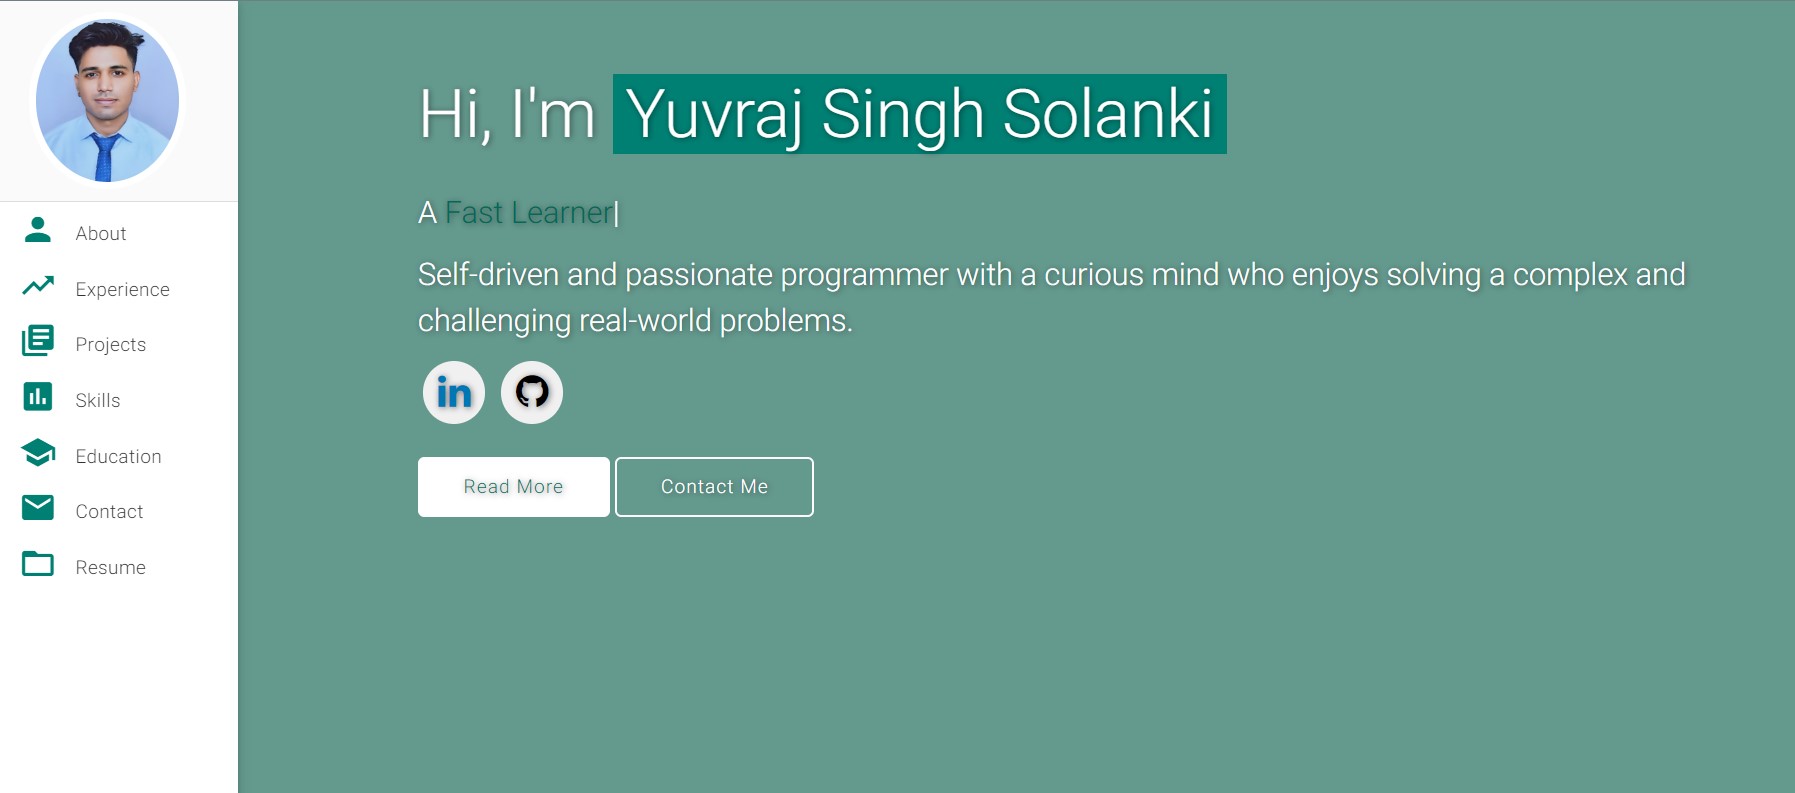 About
Experience
Projects
Skills
Education
Contact
Resume
Hi, I'm Yuvraj Singh Solanki
A Fast Learner|
Self-driven and passionate programmer with a curious mind who enjoys solving a complex and
challenging real-world problems.
in
Read More
Contact Me